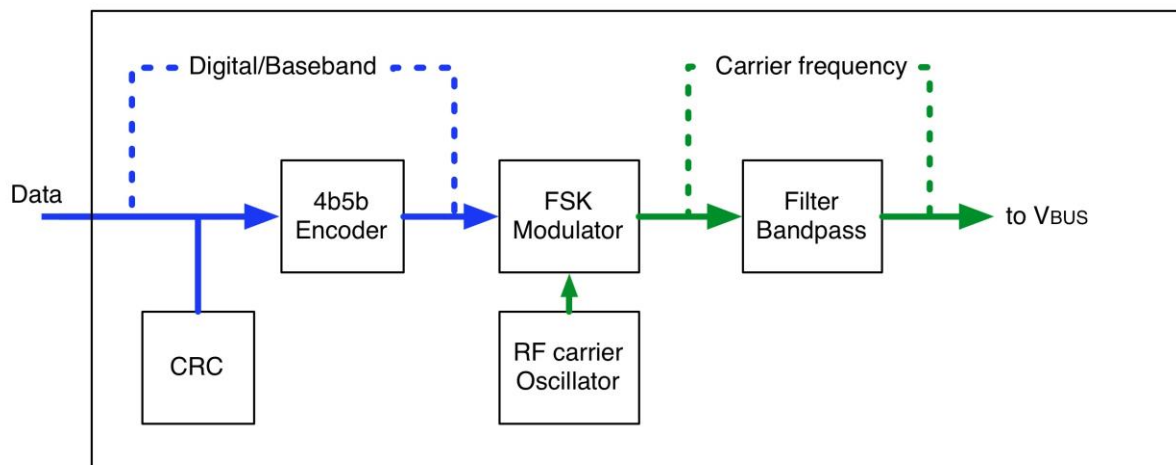 Digital/Baseband
Carrier frequency
Data
4b5b
Encoder
FSK
Modulator
Filter
Bandpass
to VBUS
CRC
RF carrier
Oscillator